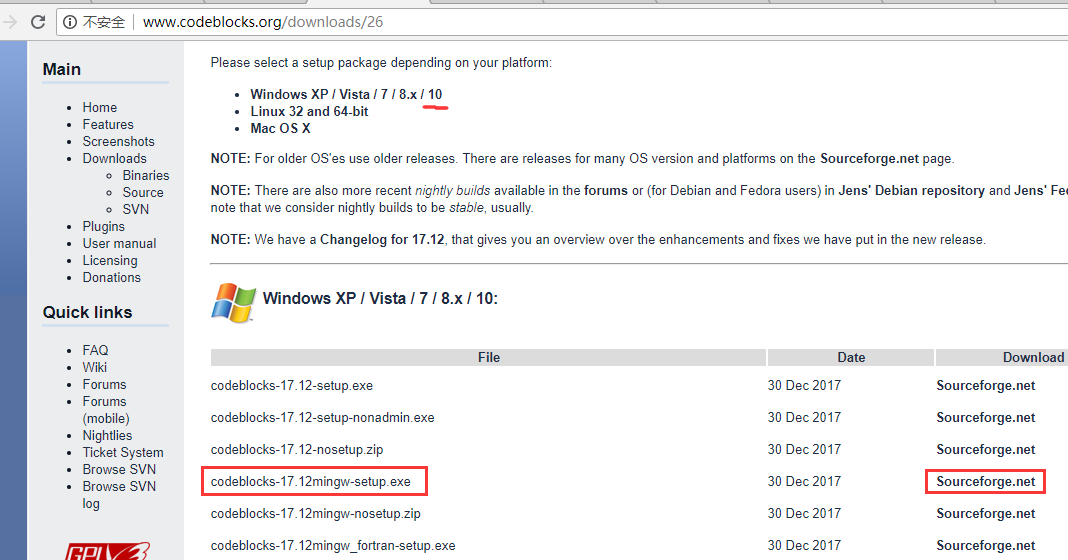 不安全 www.codeblocks.org/downloads/26
Main
Home
Features
Screenshots
Downloads
Binaries
Source
SVN
Plugins
User manual
Licensing
Donations
Quick links
FAQ
Wiki
Forums
Forums
(mobile)
Nightlies
Ticket System
Browse SVN
Browse SVN
log
GPL
Please select a setup package depending on your platform:
Windows XP / Vista / 7 / 8.x / 10
Linux 32 and 64-bit
Mac OS X
NOTE: For older OS'es use older releases. There are releases for many OS version and platforms on the Sourceforge.net page.
NOTE: There are also more recent nightly builds available in the forums or (for Debian and Fedora users) in Jens' Debian repository and Jens' Fe
note that we consider nightly builds to be stable, usually.
NOTE: We have a Changelog for 17.12, that gives you an overview over the enhancements and fixes we have put in the new release.
Windows XP / Vista / 7 / 8.x / 10:
File Date Download
codeblocks-17.12-setup.exe 30 Dec 2017 Sourceforge.net
codeblocks-17.12-setup-nonadmin.exe 30 Dec 2017 Sourceforge.net
codeblocks-17.12-nosetup.zip 30 Dec 2017 Sourceforge.net
codeblocks-17.12mingw-setup.exe 30 Dec 2017 Sourceforge.net
codeblocks-17.12mingw-nosetup.zip 30 Dec 2017 Sourceforge.net
codeblocks-17.12mingw_fortran-setup.exe 30 Dec 2017 Sourceforge.net